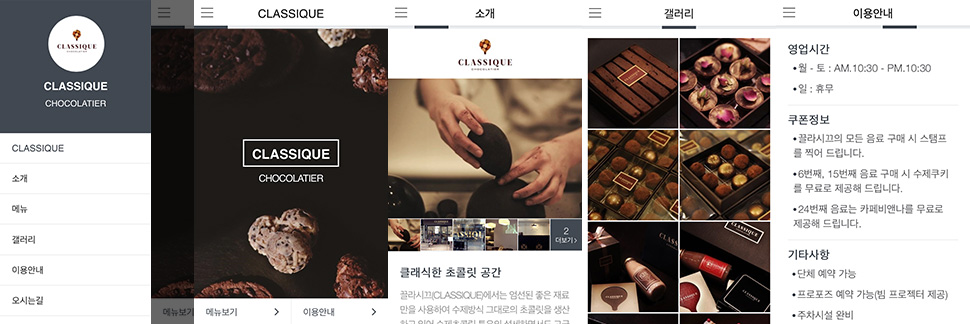 CLASSIQUE
CHOCOLATIER
CLASSIQUE
CHOCOLATIER
CLASSIQUE
소개
메뉴
갤러리
이용안내
오시는길
메뉴보기
CLASSIQUE
CLASSIQUE
CHOCOLATIER
메뉴보기
이용안내
소개
CLASSIQUE
CHOCOLATIER
2
더보기
클래식한 초콜릿 공간
끌라시끄(CLASSIQUE)에서는 엄선된 좋은 재료
만을 사용하여 수제방식 그대로의 초콜릿을 생산
갤러리
이용안내
영업시간
•월 - 토 : AM.10:30 - PM.10:30
•일 : 휴무
쿠폰정보
•끌라시끄의 모든 음료 구매 시 스탬프
를 찍어 드립니다.
•6번째, 15번째 음료 구매 시 수제쿠키
를 무료로 제공해 드립니다.
•24번째 음료는 카페비앤나를 무료로
제공해 드립니다.
기타사항
•단체 예약 가능
•프로포즈 예약 가능(빔 프로젝터 제공)
•주차시설 완비